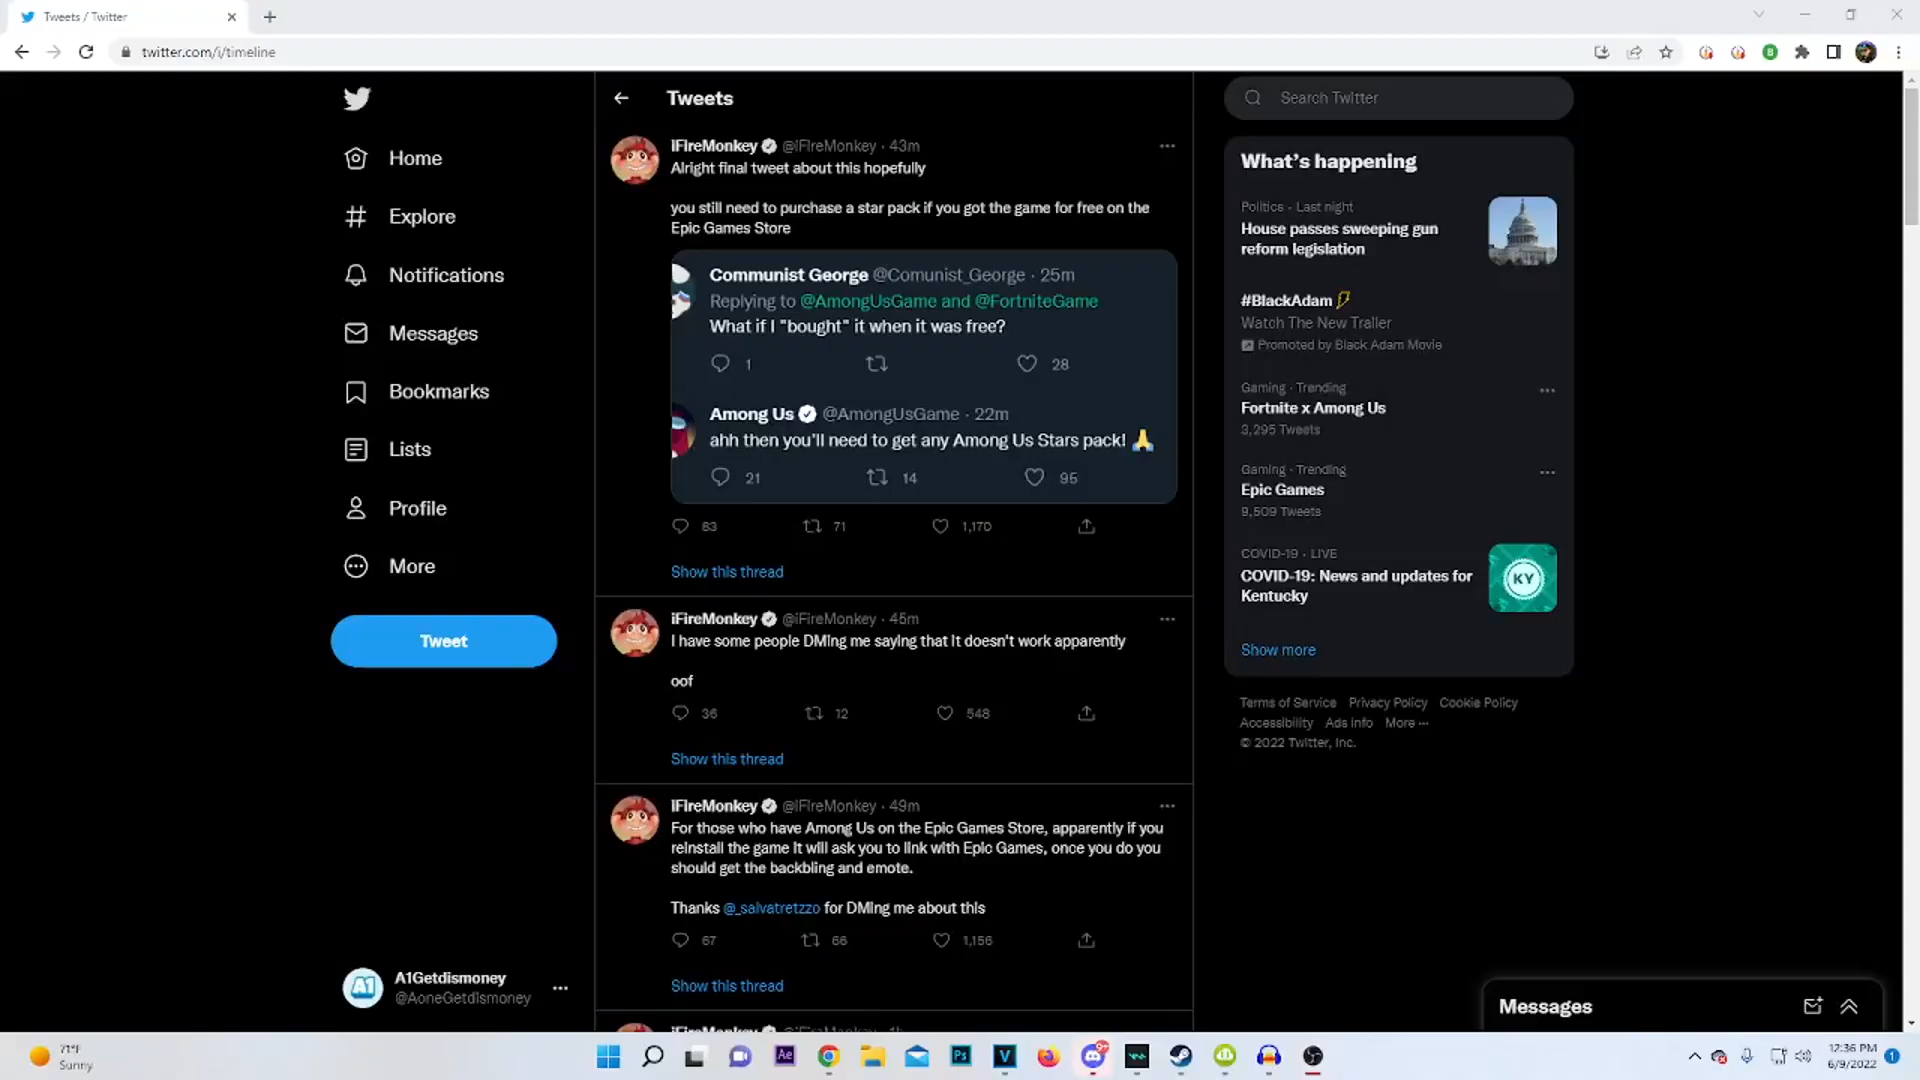 Tweets / Twitter
twitter.com/i/timeline
Home
Explore
Notifications
Messages
Bookmarks
Lists
Profile
More
Tweet
A1Getdismoney
@AoneGetdismoney
Tweets
iFireMonkey @iFireMonkey · 43m
Alright final tweet about this hopefully
you still need to purchase a star pack if you got the game for free on the
Epic Games Store
Communist George @Comunist_George · 25m
Replying to @AmongUsGame and @FortniteGame
What if I "bought" it when it was free?
1 28
Among Us @AmongUsGame · 22m
ahh then you'll need to get any Among Us Stars pack! 🙏
21 14 95
83 71 1,170
Show this thread
iFireMonkey @iFireMonkey · 45m
I have some people DMing me saying that it doesn't work apparently
oof
36 12 548
Show this thread
iFireMonkey @iFireMonkey · 49m
For those who have Among Us on the Epic Games Store, apparently if you
reinstall the game it will ask you to link with Epic Games, once you do you
should get the backbling and emote.
Thanks @_salvatretzzo for DMing me about this
67 66 1,156
Show this thread
iFireMonkey @iFireMonkey · 1h
Search Twitter
What's happening
Politics · Last night
House passes sweeping gun
reform legislation
#BlackAdam
Watch The New Trailer
Promoted by Black Adam Movie
Gaming · Trending
Fortnite x Among Us
3,295 Tweets
Gaming · Trending
Epic Games
9,509 Tweets
COVID-19 · LIVE
COVID-19: News and updates for
Kentucky
KY
Show more
Terms of Service Privacy Policy Cookie Policy
Accessibility Ads info More ···
© 2022 Twitter, Inc.
Messages
71°F
Sunny
Ae
Ps
V
9+
12:36 PM
6/9/2022
1